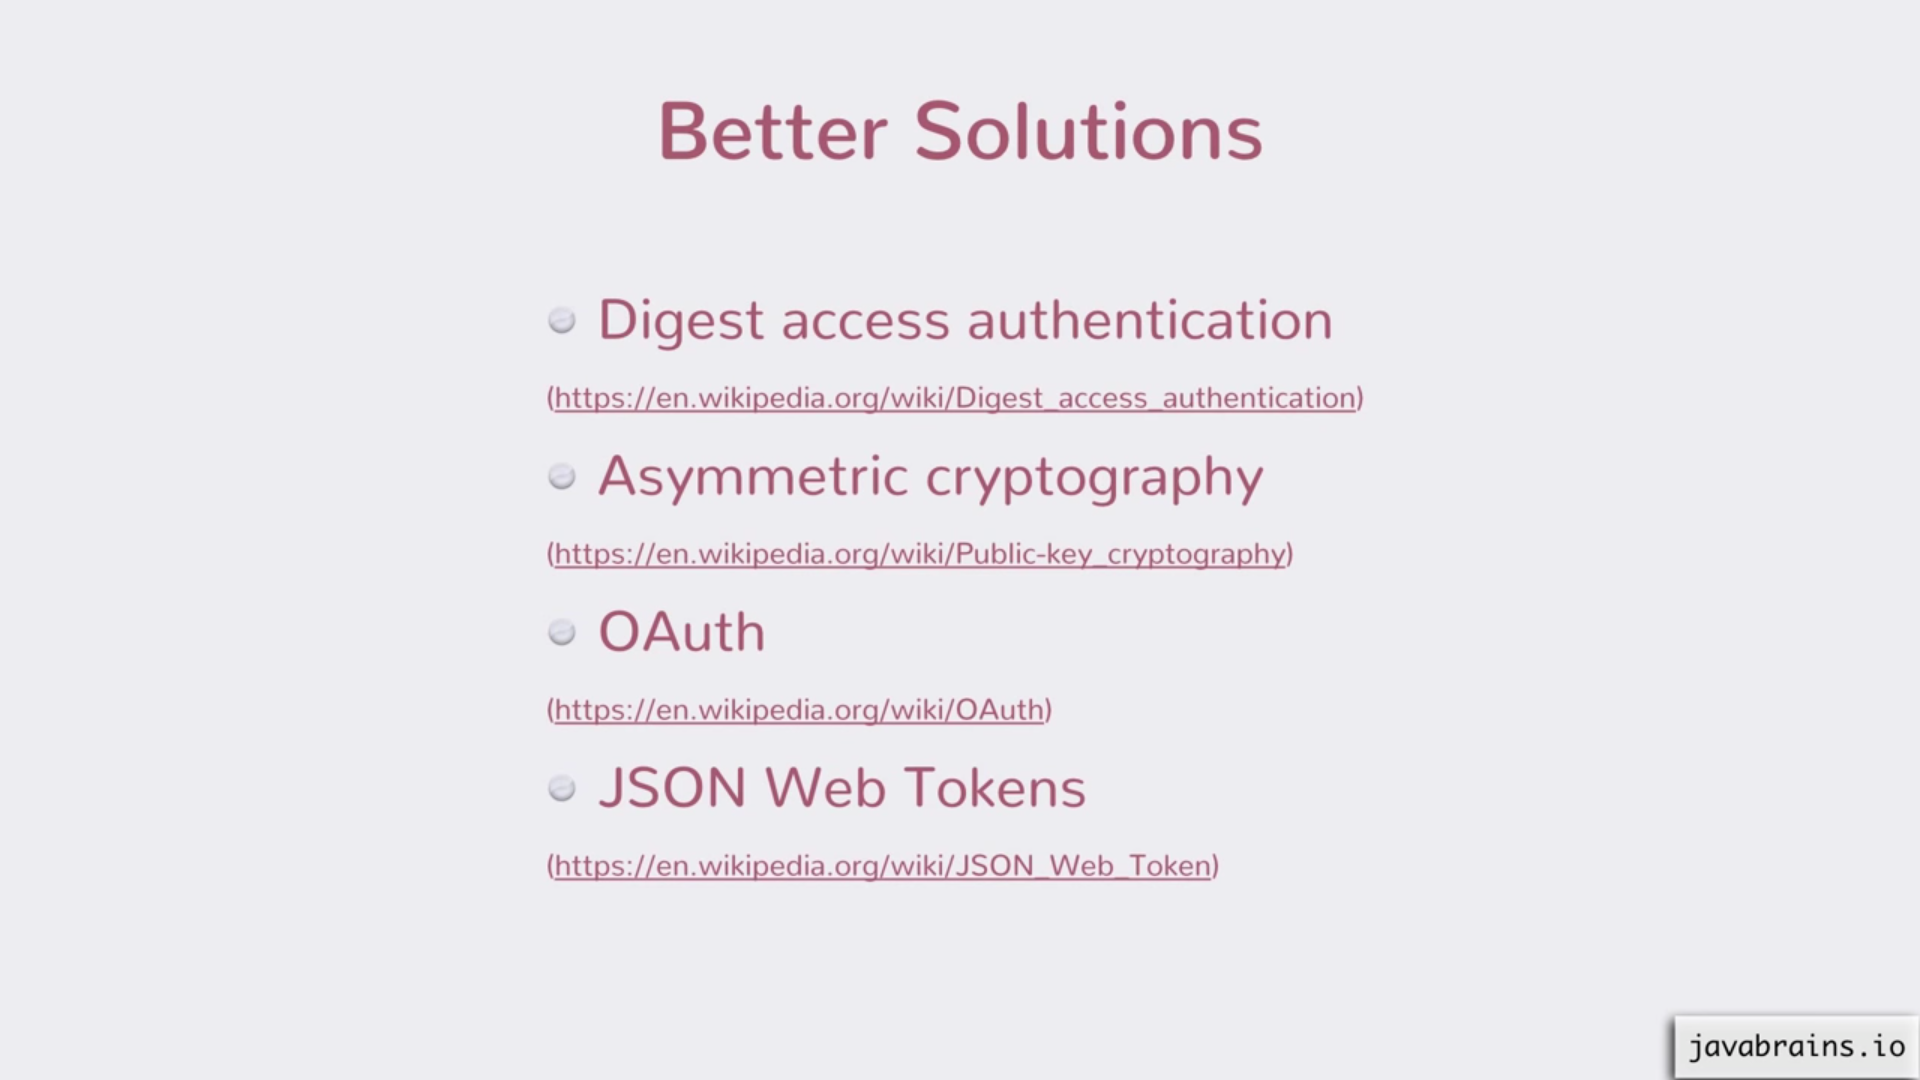 Better Solutions
Digest access authentication
(https://en.wikipedia.org/wiki/Digest_access_authentication)
Asymmetric cryptography
(https://en.wikipedia.org/wiki/Public-key_cryptography)
OAuth
(https://en.wikipedia.org/wiki/OAuth)
JSON Web Tokens
(https://en.wikipedia.org/wiki/JSON_Web_Token)
javabrains.io